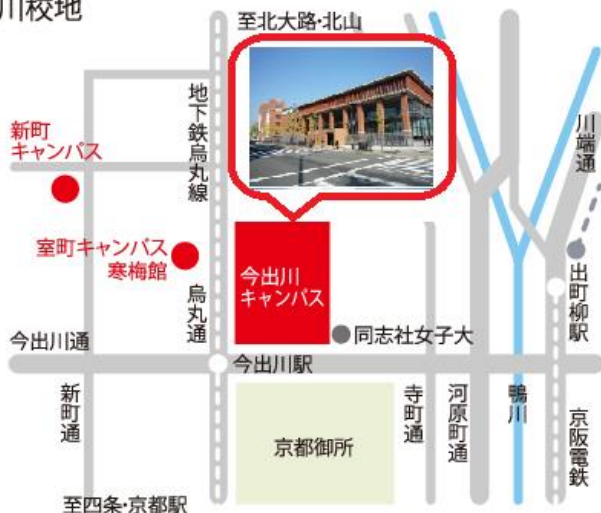 川校地
至北大路・北山
地下鉄烏丸線
新町
キャンパス
川端通
室町キャンパス
寒梅館
今出川
キャンパス
烏丸通
出町柳駅
同志社女子大
今出川通
今出川駅
新町通
京都御所
寺町通
河原町通
鴨川
京阪電鉄
至四条・京都駅